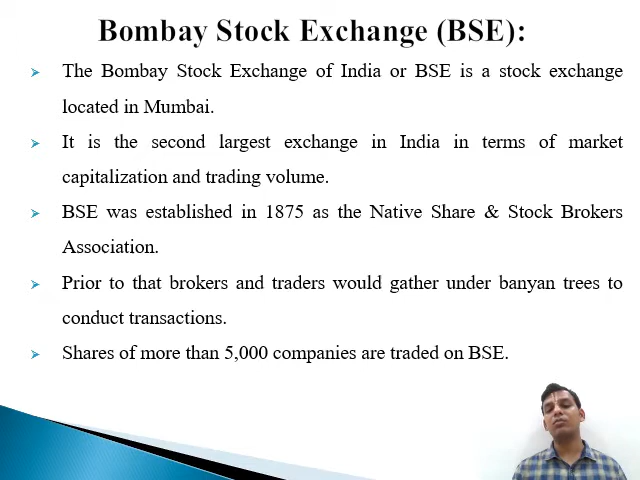 Bombay Stock Exchange (BSE):
The Bombay Stock Exchange of India or BSE is a stock exchange
located in Mumbai.
It is the second largest exchange in India in terms of market
capitalization and trading volume.
BSE was established in 1875 as the Native Share & Stock Brokers
Association.
Prior to that brokers and traders would gather under banyan trees to
conduct transactions.
Shares of more than 5,000 companies are traded on BSE.